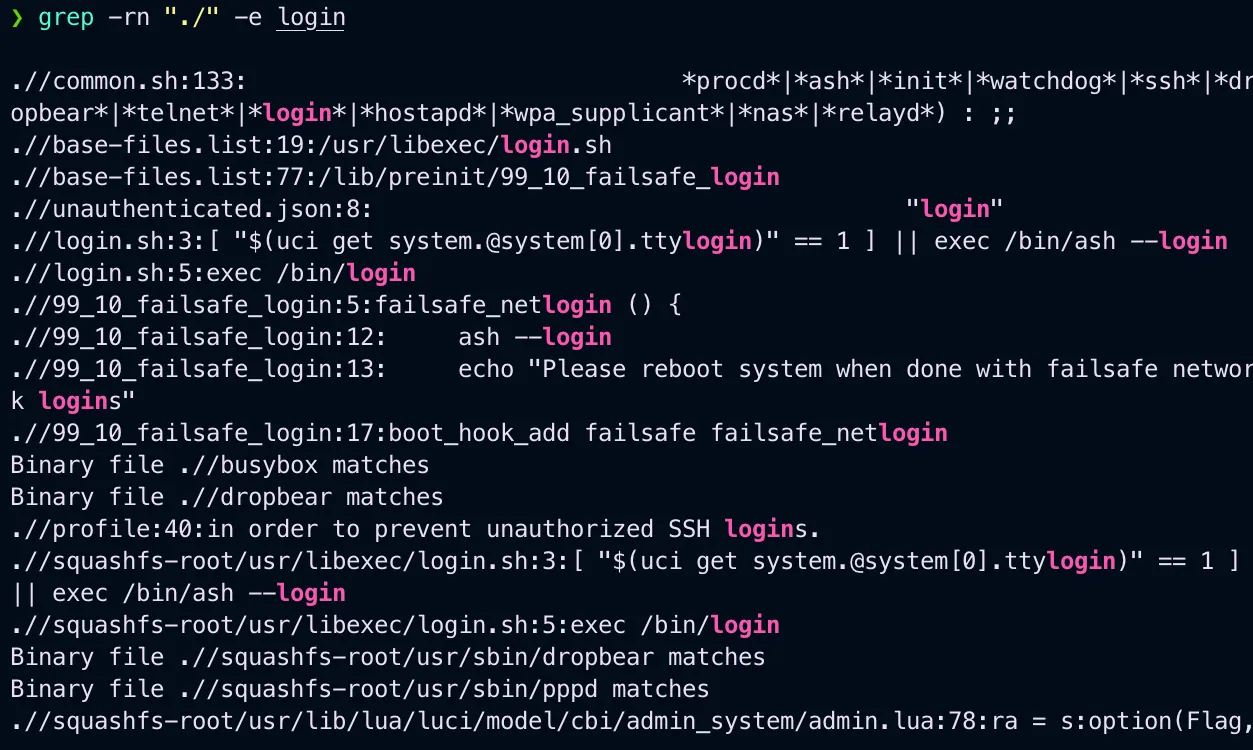 ❯ grep -rn "./" -e login
.//common.sh:133:                               *procd*|*ash*|*init*|*watchdog*|*ssh*|*dr
opbear*|*telnet*|*login*|*hostapd*|*wpa_supplicant*|*nas*|*relayd*) : ;;
.//base-files.list:19:/usr/libexec/login.sh
.//base-files.list:77:/lib/preinit/99_10_failsafe_login
.//unauthenticated.json:8:                                      "login"
.//login.sh:3:[ "$(uci get system.@system[0].ttylogin)" == 1 ] || exec /bin/ash --login
.//login.sh:5:exec /bin/login
.//99_10_failsafe_login:5:failsafe_netlogin () {
.//99_10_failsafe_login:12:     ash --login
.//99_10_failsafe_login:13:     echo "Please reboot system when done with failsafe networ
k logins"
.//99_10_failsafe_login:17:boot_hook_add failsafe failsafe_netlogin
Binary file .//busybox matches
Binary file .//dropbear matches
.//profile:40:in order to prevent unauthorized SSH logins.
.//squashfs-root/usr/libexec/login.sh:3:[ "$(uci get system.@system[0].ttylogin)" == 1 ]
|| exec /bin/ash --login
.//squashfs-root/usr/libexec/login.sh:5:exec /bin/login
Binary file .//squashfs-root/usr/sbin/dropbear matches
Binary file .//squashfs-root/usr/sbin/pppd matches
.//squashfs-root/usr/lib/lua/luci/model/cbi/admin_system/admin.lua:78:ra = s:option(Flag,